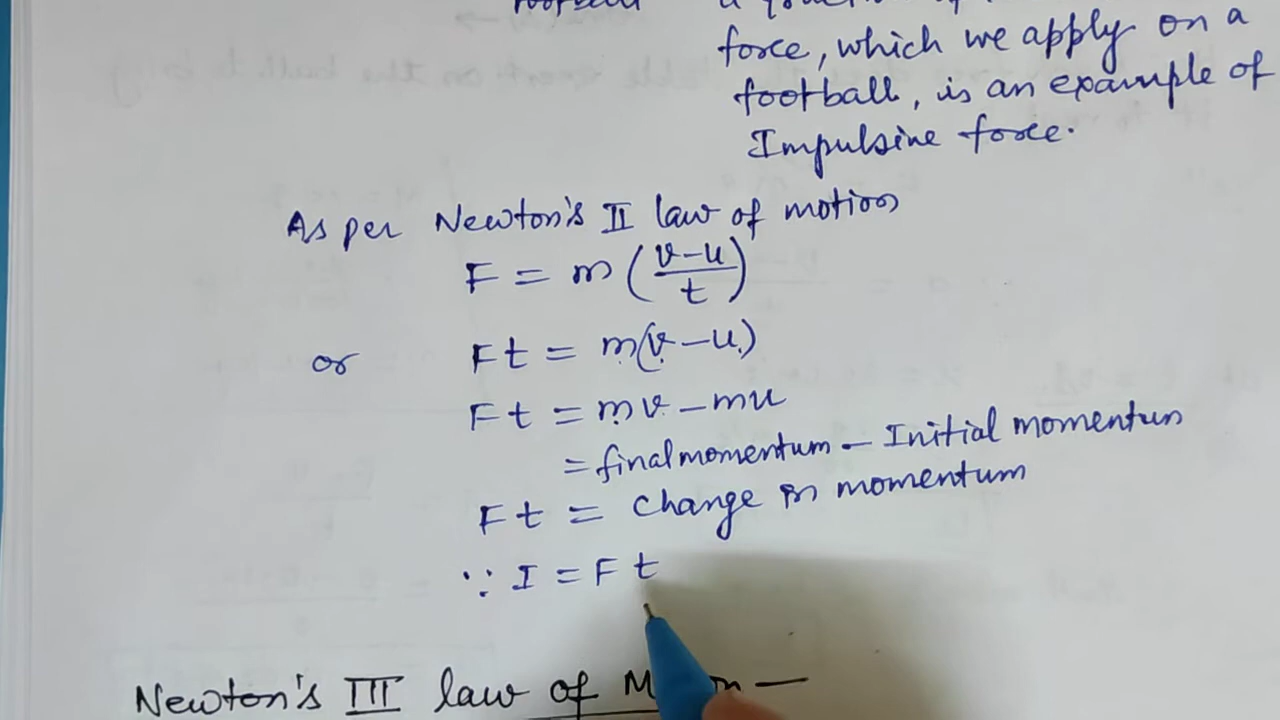 force, which we apply on a
football, is an example of
Impulsive force.
As per Newton's II law of motion
F = m (v-u/t)
or Ft = m(v-u)
Ft = mv-mu
= final momentum - Initial momentum
Ft = Change in momentum
∵ I = Ft
Newton's III law of